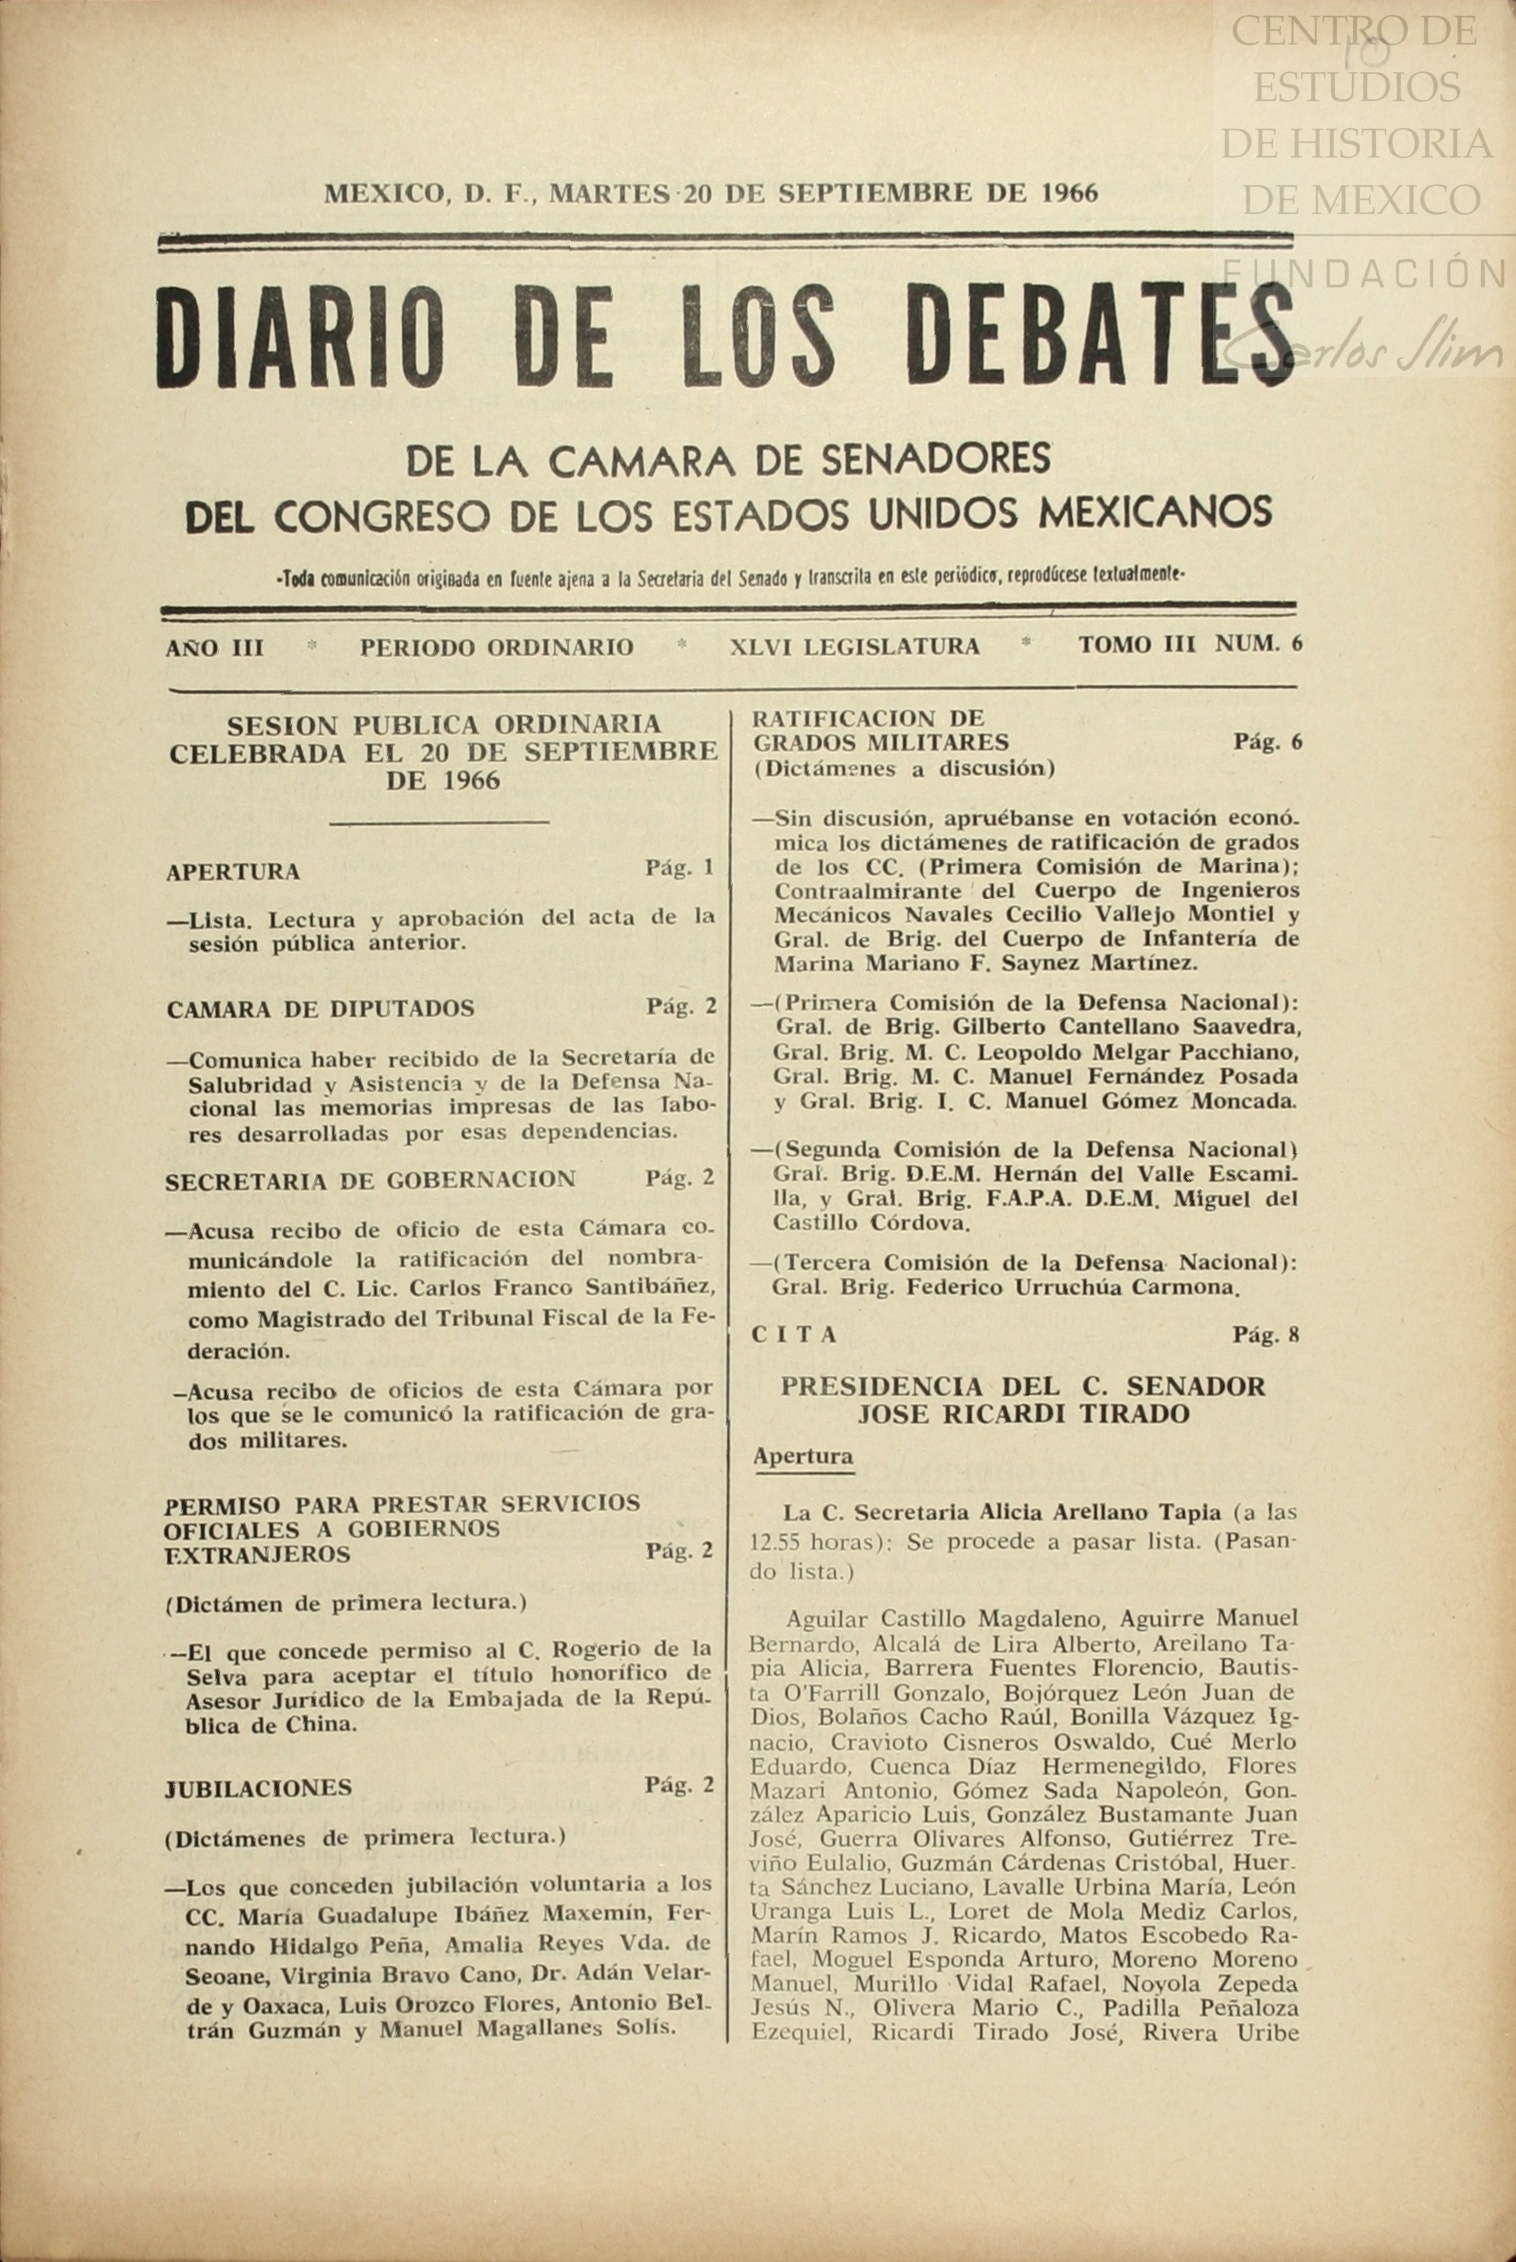 CENTRO DE
ESTUDIOS
DE HISTORIA
DE MEXICO
FUNDACIÓN
Carlos Slim
10
MEXICO, D. F., MARTES 20 DE SEPTIEMBRE DE 1966
DIARIO DE LOS DEBATES
DE LA CAMARA DE SENADORES
DEL CONGRESO DE LOS ESTADOS UNIDOS MEXICANOS
-Toda comunicación originada en fuente ajena a la Secretaría del Senado y transcrita en este periódico, reprodúcese textualmente-
AÑO III * PERIODO ORDINARIO * XLVI LEGISLATURA * TOMO III NUM. 6
SESION PUBLICA ORDINARIA
CELEBRADA EL 20 DE SEPTIEMBRE
DE 1966
APERTURA Pág. 1
—Lista. Lectura y aprobación del acta de la
sesión pública anterior.
CAMARA DE DIPUTADOS Pág. 2
—Comunica haber recibido de la Secretaría de
Salubridad y Asistencia y de la Defensa Na-
cional las memorias impresas de las labo-
res desarrolladas por esas dependencias.
SECRETARIA DE GOBERNACION Pág. 2
—Acusa recibo de oficio de esta Cámara co-
municándole la ratificación del nombra-
miento del C. Lic. Carlos Franco Santibáñez,
como Magistrado del Tribunal Fiscal de la Fe-
deración.
—Acusa recibo de oficios de esta Cámara por
los que se le comunicó la ratificación de gra-
dos militares.
PERMISO PARA PRESTAR SERVICIOS
OFICIALES A GOBIERNOS
EXTRANJEROS Pág. 2
(Dictámen de primera lectura.)
—El que concede permiso al C. Rogerio de la
Selva para aceptar el título honorífico de
Asesor Jurídico de la Embajada de la Repú-
blica de China.
JUBILACIONES Pág. 2
(Dictámenes de primera lectura.)
—Los que conceden jubilación voluntaria a los
CC. María Guadalupe Ibáñez Maxemín, Fer-
nando Hidalgo Peña, Amalia Reyes Vda. de
Seoane, Virginia Bravo Cano, Dr. Adán Velar-
de y Oaxaca, Luis Orozco Flores, Antonio Bel-
trán Guzmán y Manuel Magallanes Solís.
RATIFICACION DE
GRADOS MILITARES Pág. 6
(Dictámenes a discusión)
—Sin discusión, apruébanse en votación econó-
mica los dictámenes de ratificación de grados
de los CC. (Primera Comisión de Marina);
Contraalmirante del Cuerpo de Ingenieros
Mecánicos Navales Cecilio Vallejo Montiel y
Gral. de Brig. del Cuerpo de Infantería de
Marina Mariano F. Saynez Martínez.
—(Primera Comisión de la Defensa Nacional):
Gral. de Brig. Gilberto Cantellano Saavedra,
Gral. Brig. M. C. Leopoldo Melgar Pacchiano,
Gral. Brig. M. C. Manuel Fernández Posada
y Gral. Brig. I. C. Manuel Gómez Moncada.
—(Segunda Comisión de la Defensa Nacional)
Gral. Brig. D.E.M. Hernán del Valle Escami-
lla, y Gral. Brig. F.A.P.A. D.E.M. Miguel del
Castillo Córdova.
—(Tercera Comisión de la Defensa Nacional):
Gral. Brig. Federico Urruchúa Carmona.
C I T A Pág. 8
PRESIDENCIA DEL C. SENADOR
JOSE RICARDI TIRADO
Apertura
La C. Secretaria Alicia Arellano Tapia (a las
12.55 horas): Se procede a pasar lista. (Pasan-
do lista.)
Aguilar Castillo Magdaleno, Aguirre Manuel
Bernardo, Alcalá de Lira Alberto, Arellano Ta-
pia Alicia, Barrera Fuentes Florencio, Bautis-
ta O'Farrill Gonzalo, Bojórquez León Juan de
Dios, Bolaños Cacho Raúl, Bonilla Vázquez Ig-
nacio, Cravioto Cisneros Oswaldo, Cué Merlo
Eduardo, Cuenca Díaz Hermenegildo, Flores
Mazari Antonio, Gómez Sada Napoleón, Gon-
zález Aparicio Luis, González Bustamante Juan
José, Guerra Olivares Alfonso, Gutiérrez Tre-
viño Eulalio, Guzmán Cárdenas Cristóbal, Huer-
ta Sánchez Luciano, Lavalle Urbina María, León
Uranga Luis L., Loret de Mola Mediz Carlos,
Marín Ramos J. Ricardo, Matos Escobedo Ra-
fael, Moguel Esponda Arturo, Moreno Moreno
Manuel, Murillo Vidal Rafael, Noyola Zepeda
Jesús N., Olivera Mario C., Padilla Peñaloza
Ezequiel, Ricardi Tirado José, Rivera Uribe